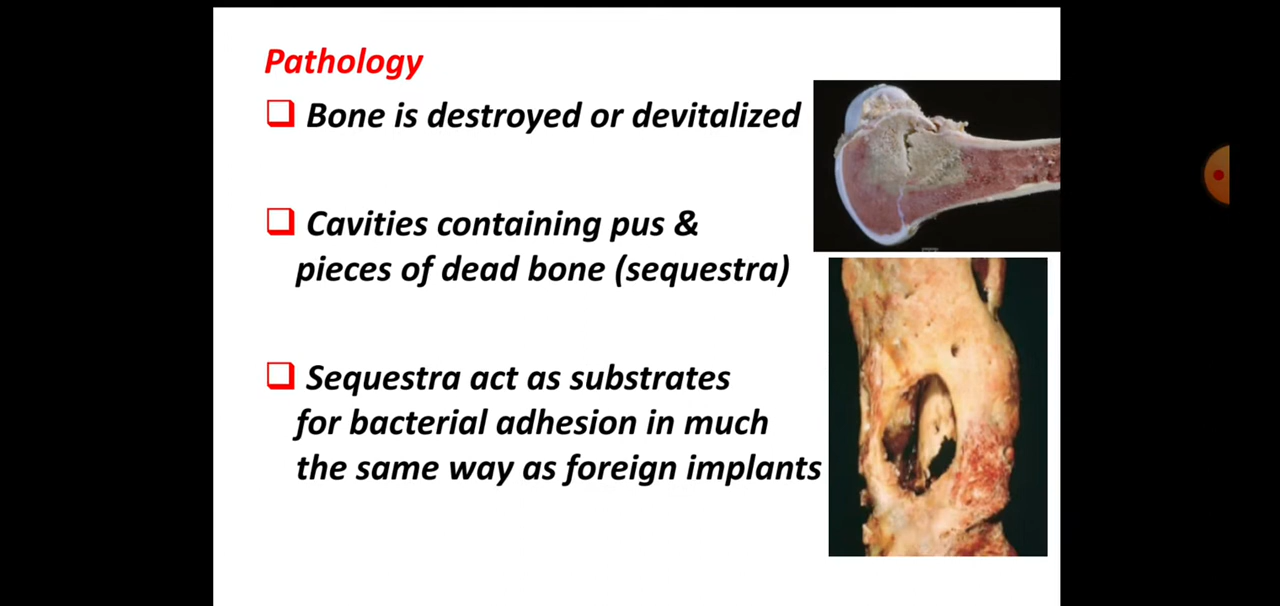 Pathology
Bone is destroyed or devitalized
Cavities containing pus &
pieces of dead bone (sequestra)
Sequestra act as substrates
for bacterial adhesion in much
the same way as foreign implants